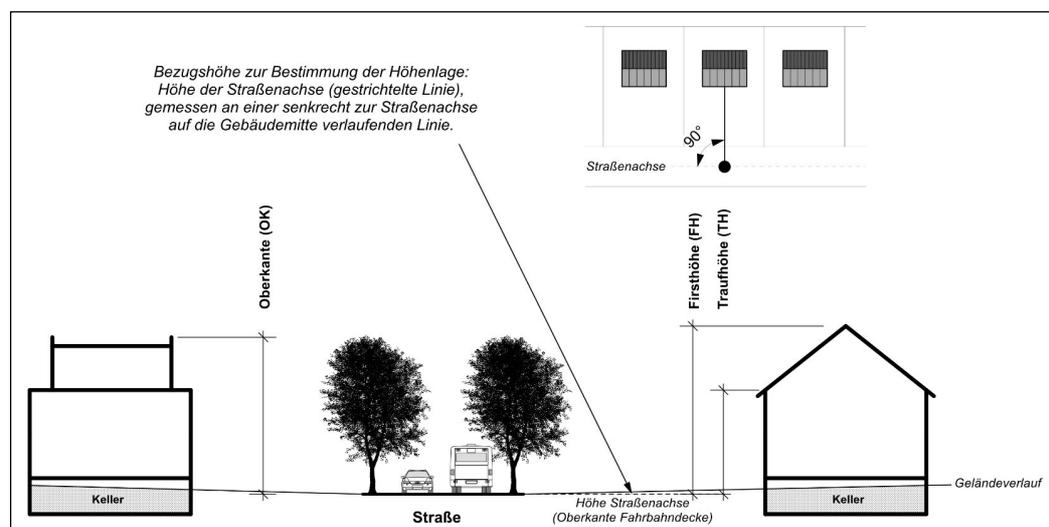 Bezugshöhe zur Bestimmung der Höhenlage:
Höhe der Straßenachse (gestrichtelte Linie),
gemessen an einer senkrecht zur Straßenachse
auf die Gebäudemitte verlaufenden Linie.
90°
Straßenachse
Oberkante (OK)
Firsthöhe (FH)
Traufhöhe (TH)
Keller
Straße
Höhe Straßenachse
(Oberkante Fahrbahndecke)
Keller
Geländeverlauf